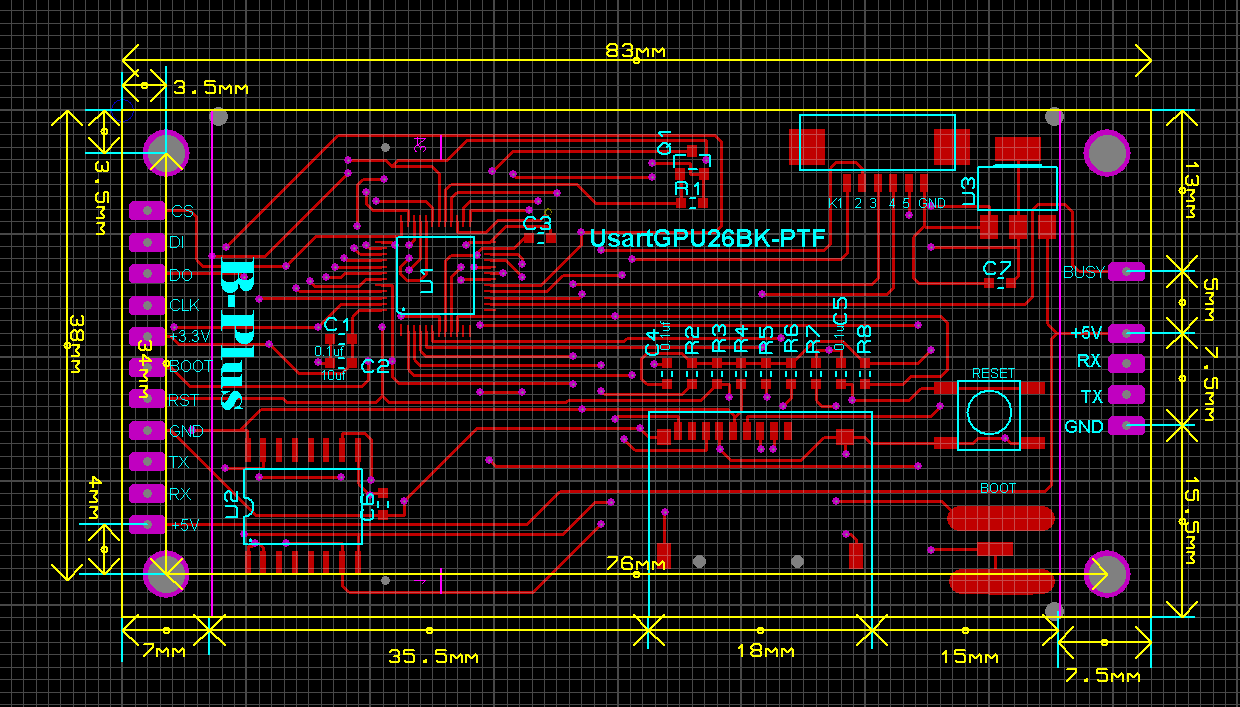 83MM
3.5MM
3.5MM
38MM
34MM
4MM
CS
DI
DO
CLK
+3.3V
BOOT
RST
GND
TX
RX
+5V
B-Plus
U1
C3
Q1
R1
UsartGPU26BK-PTF
K1 2 3 4 5 GND
U3
C7
C1
0.1uf
10uf
C2
C4
0.1uf
R2
R3
R4
R5
R6
R7
C5
R8
U2
RESET
BOOT
BUSY
+5V
RX
TX
GND
13MM
5MM
7.5MM
15.5MM
76MM
7MM
35.5MM
18MM
15MM
7.5MM